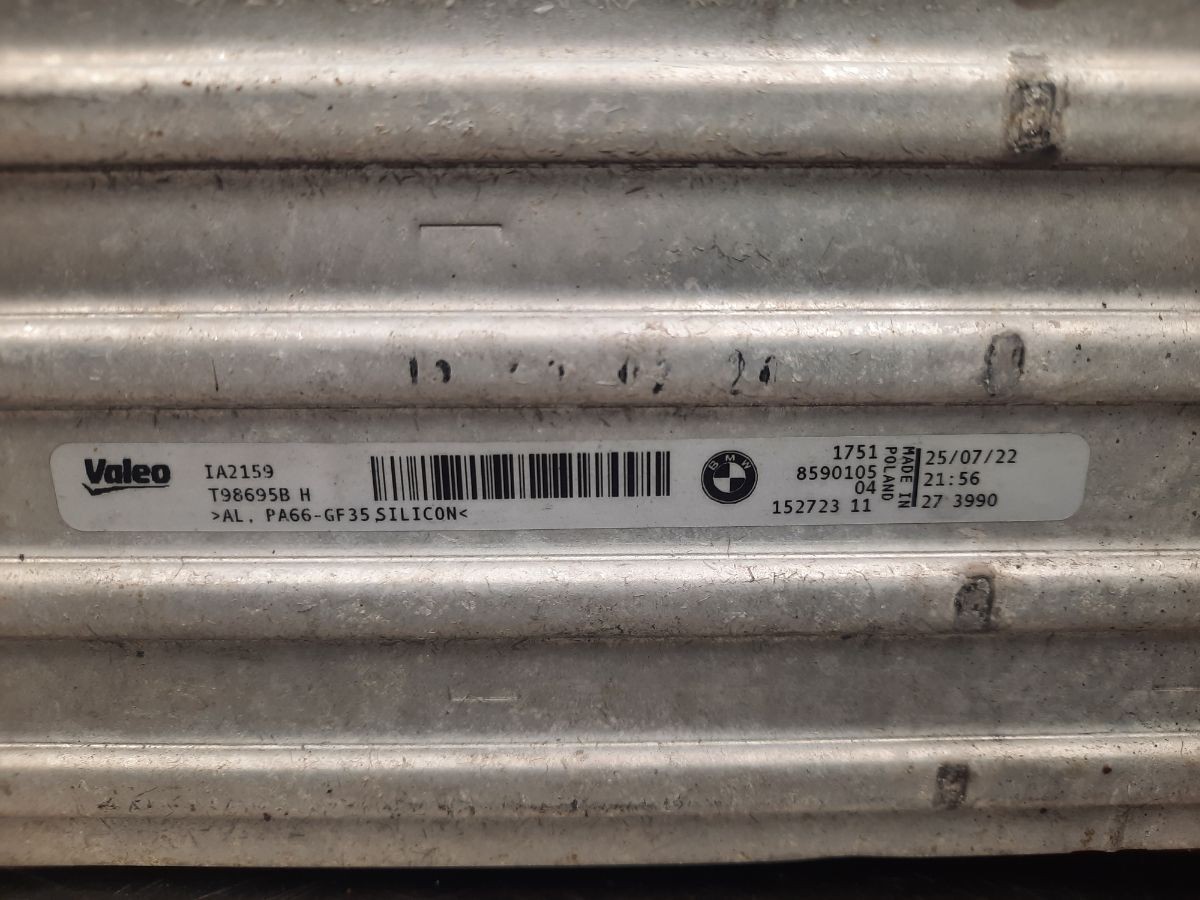 Valeo
IA2159
T98695B H
>AL, PA66-GF35,SILICON<
BMW
1751
8590105
04
152723 11
MADE IN
POLAND
25/07/22
21:56
27 3990